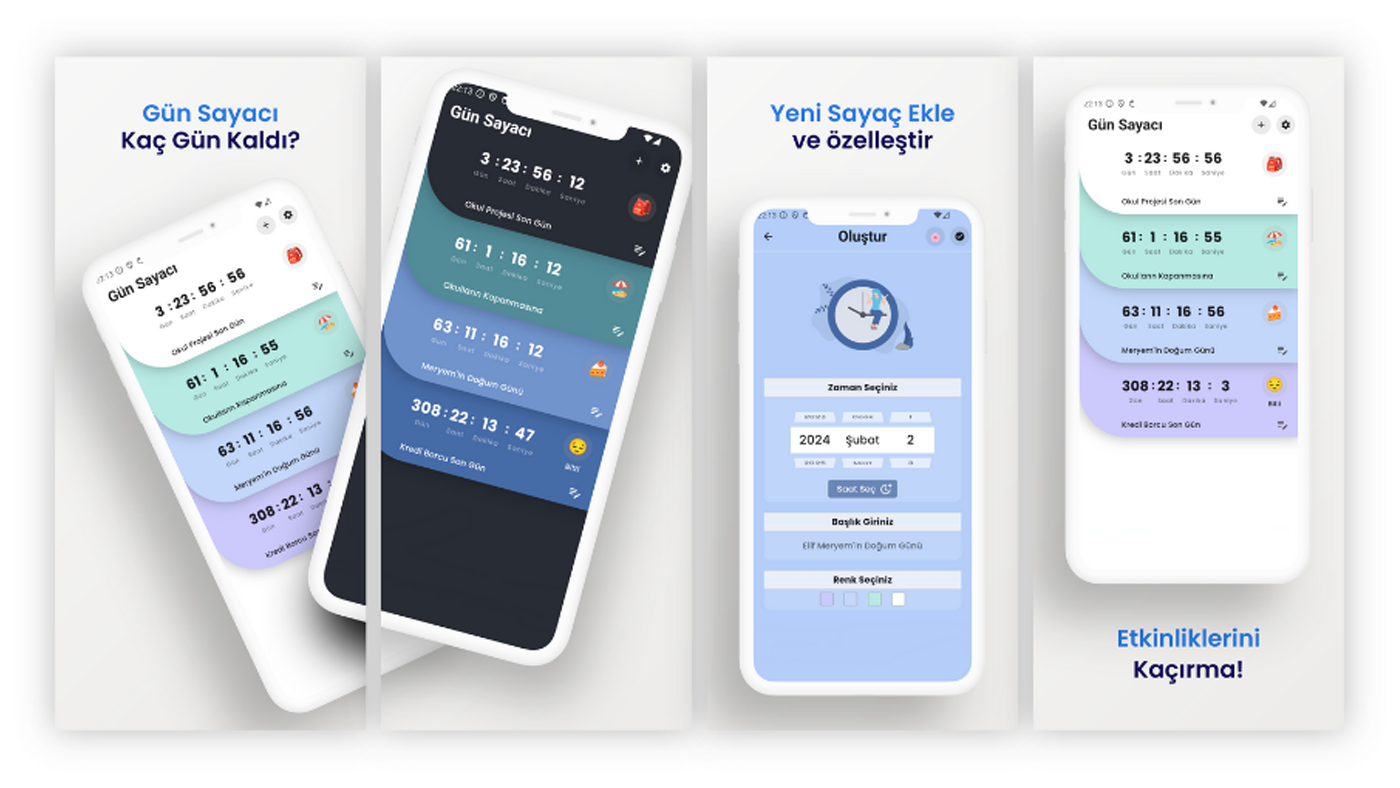 Gün Sayacı
Kaç Gün Kaldı?
22:13
Gün Sayacı
3 : 23 : 56 : 56
Gün Saat Dakika Saniye
Okul Projesi Son Gün
61 : 1 : 16 : 55
Gün Saat Dakika Saniye
Okulların Kapanmasına
63 : 11 : 16 : 56
Gün Saat Dakika Saniye
Meryem'in Doğum Günü
308 : 22 : 13 :
Gün Saat
Kredi Borcu Son
22:13
Gün Sayacı
3 : 23 : 56 : 12
Gün Saat Dakika Saniye
Okul Projesi Son Gün
61 : 1 : 16 : 12
Gün Saat Dakika Saniye
Okulların Kapanmasına
63 : 11 : 16 : 12
Gün Saat Dakika Saniye
Meryem'in Doğum Günü
308 : 22 : 13 : 47
Gün Saat Dakika Saniye
Bitti
Kredi Borcu Son Gün
Yeni Sayaç Ekle
ve özelleştir
22:13
Oluştur
Zaman Seçiniz
2024 Şubat 2
Saat Seç
Başlık Giriniz
Elif Meryem'in Doğum Günü
Renk Seçiniz
22:13
Gün Sayacı
3 : 23 : 56 : 56
Gün Saat Dakika Saniye
Okul Projesi Son Gün
61 : 1 : 16 : 55
Gün Saat Dakika Saniye
Okulların Kapanmasına
63 : 11 : 16 : 56
Gün Saat Dakika Saniye
Meryem'in Doğum Günü
308 : 22 : 13 : 3
Gün Saat Dakika Saniye
Bitti
Kredi Borcu Son Gün
Etkinliklerini
Kaçırma!